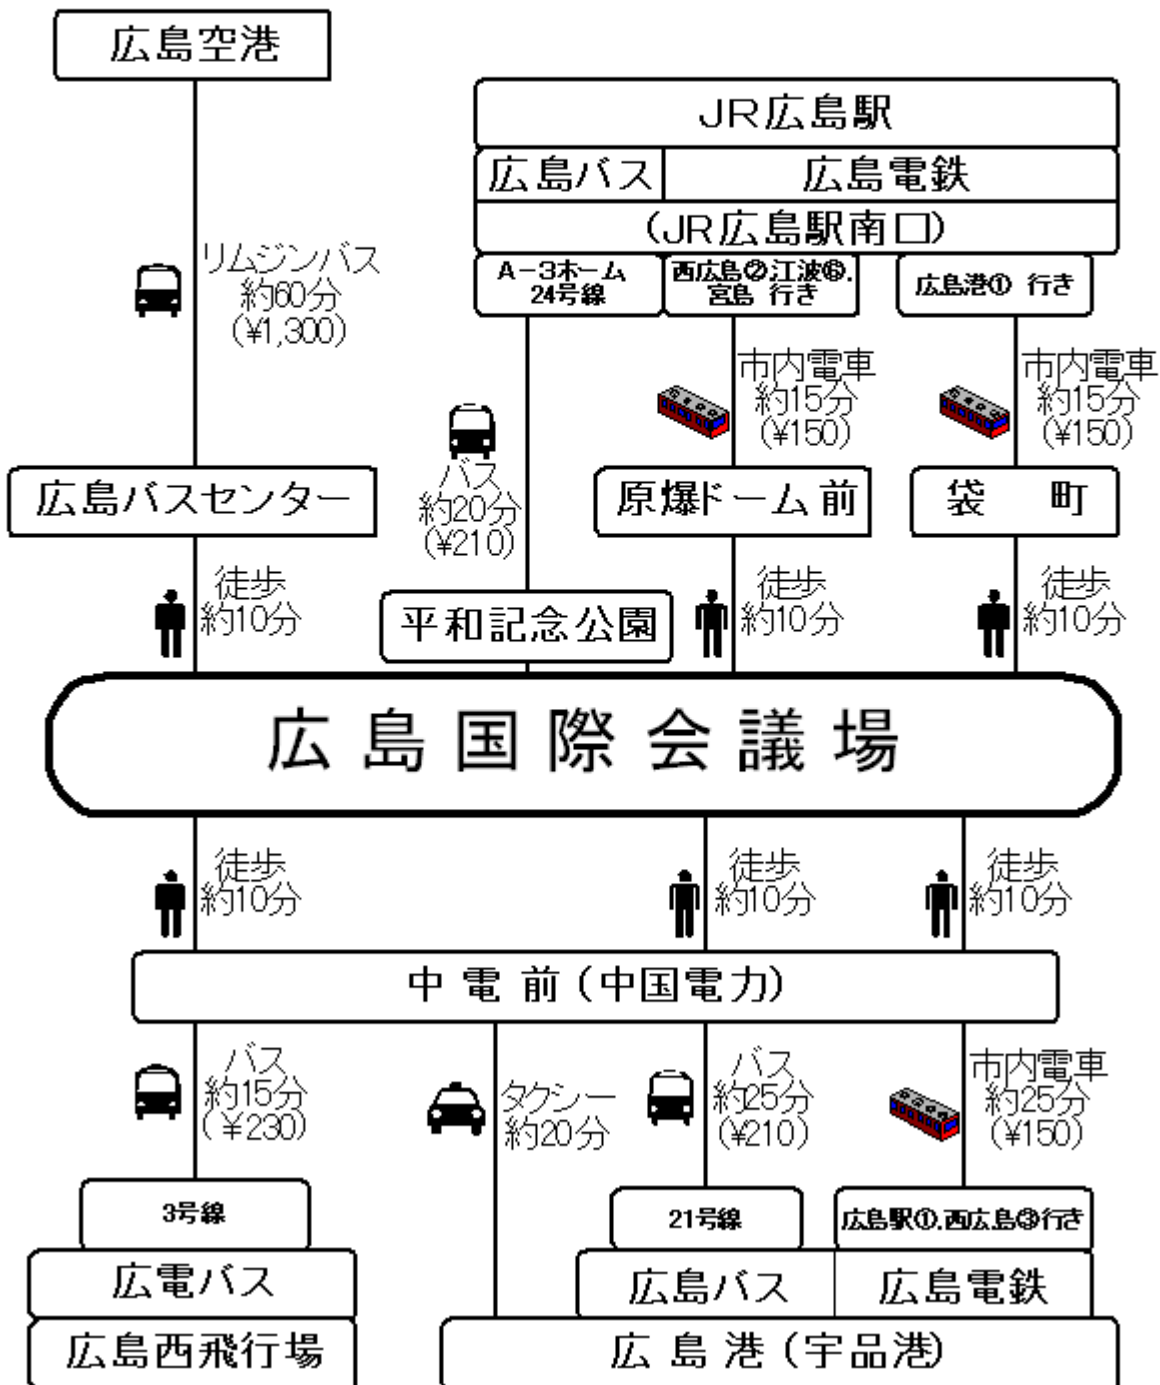 広島空港
JR広島駅
広島バス
広島電鉄
(JR広島駅南口)
リムジンバス
約60分
(¥1,300)
A-3ホーム
24号線
西広島②江波⑥.
宮島 行き
広島港① 行き
市内電車
約15分
(¥150)
市内電車
約15分
(¥150)
バス
約20分
(¥210)
広島バスセンター
原爆ドーム前
袋 町
徒歩
約10分
平和記念公園
徒歩
約10分
徒歩
約10分
広島国際会議場
徒歩
約10分
徒歩
約10分
徒歩
約10分
中電前(中国電力)
バス
約15分
(¥230)
タクシー
約20分
バス
約25分
(¥210)
市内電車
約25分
(¥150)
3号線
21号線
広島駅①.西広島③行き
広電バス
広島バス
広島電鉄
広島西飛行場
広島港(宇品港)